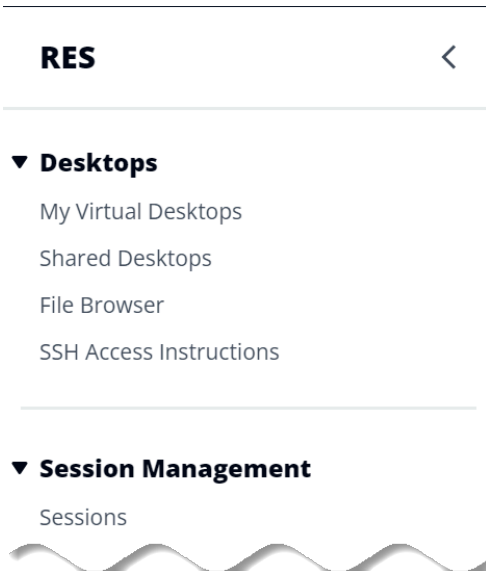 RES
Desktops
My Virtual Desktops
Shared Desktops
File Browser
SSH Access Instructions
Session Management
Sessions